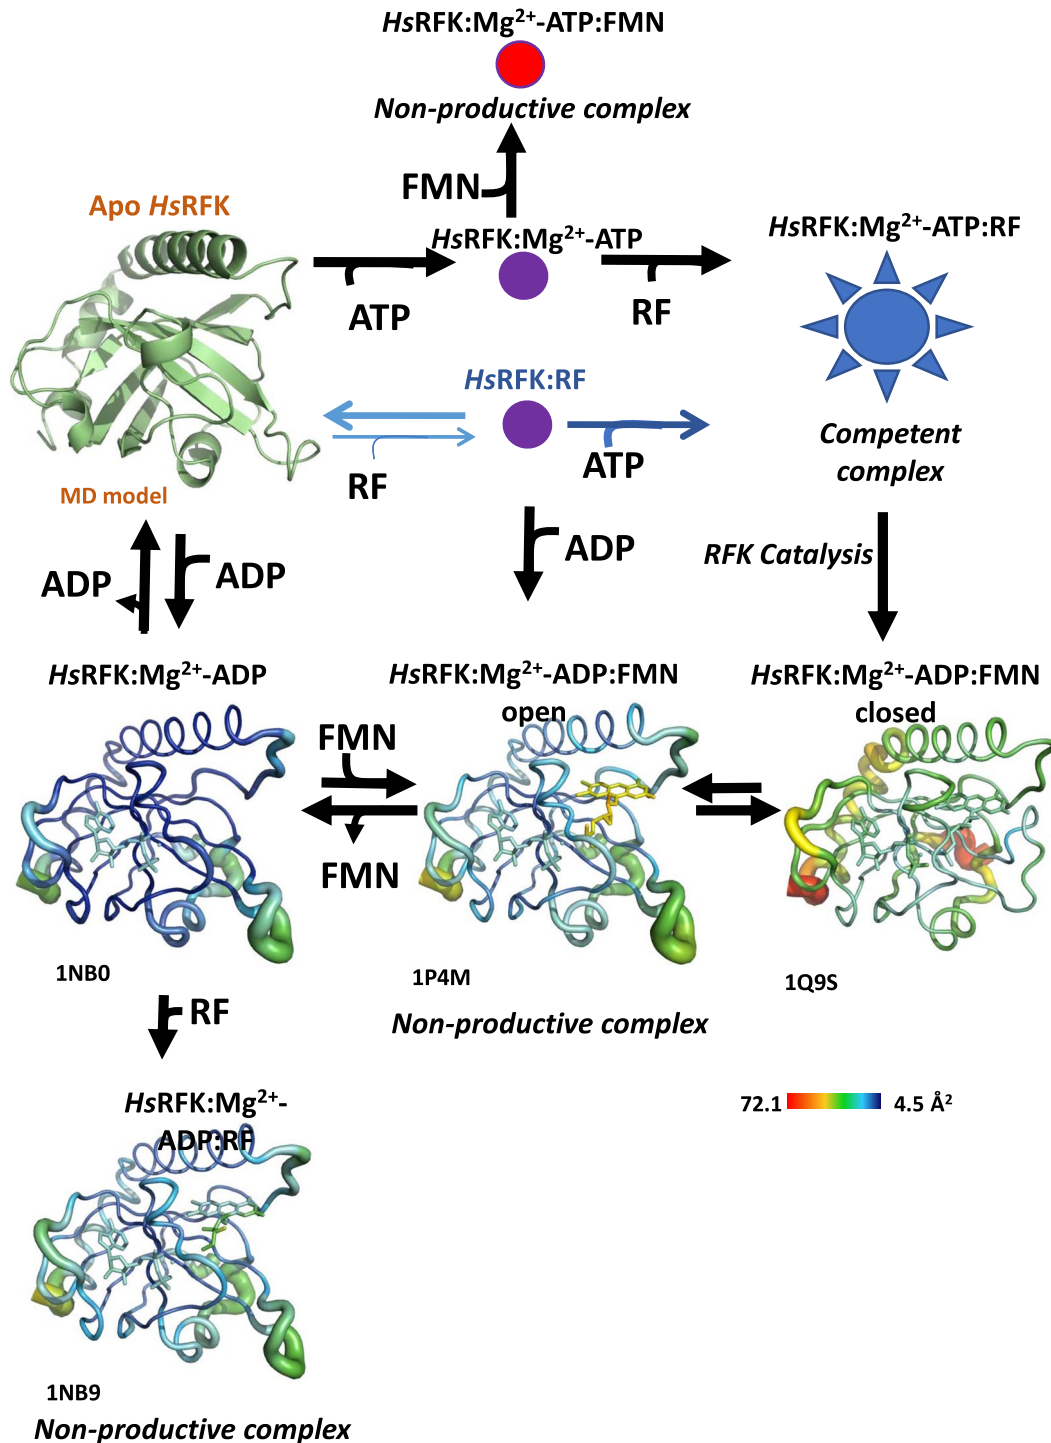 HsRFK:Mg²⁺-ATP:FMN
Non-productive complex
FMN
Apo HsRFK
HsRFK:Mg²⁺-ATP
HsRFK:Mg²⁺-ATP:RF
ATP
RF
HsRFK:RF
Competent
complex
RF
ATP
MD model
ADP
ADP
ADP
RFK Catalysis
HsRFK:Mg²⁺-ADP
HsRFK:Mg²⁺-ADP:FMN
open
HsRFK:Mg²⁺-ADP:FMN
closed
FMN
FMN
1NB0
1P4M
1Q9S
Non-productive complex
RF
HsRFK:Mg²⁺-
ADP:RF
72.1 4.5 Å²
1NB9
Non-productive complex